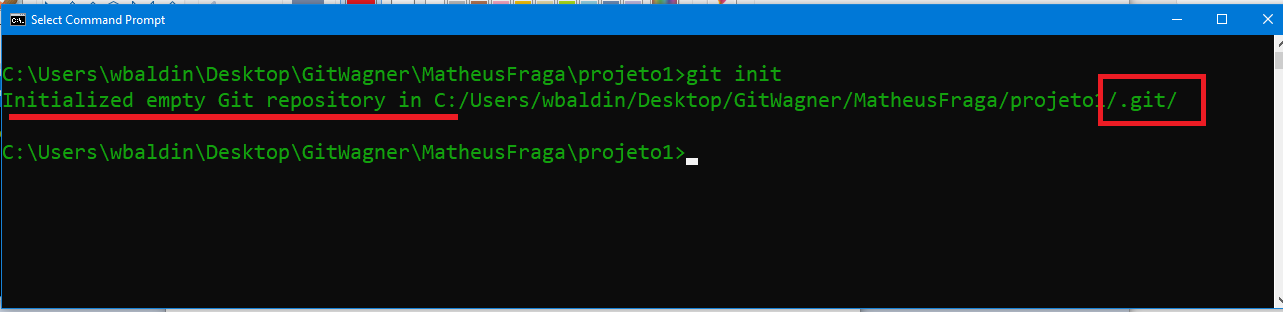 Select Command Prompt
C:\Users\wbaldin\Desktop\GitWagner\MatheusFraga\projeto1>git init
Initialized empty Git repository in C:/Users/wbaldin/Desktop/GitWagner/MatheusFraga/projeto1/.git/
C:\Users\wbaldin\Desktop\GitWagner\MatheusFraga\projeto1>